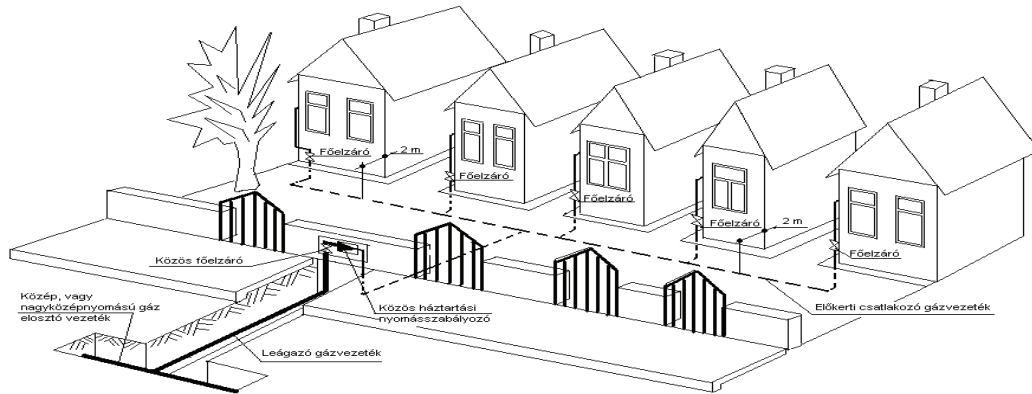 Főelzáró
2 m
Főelzáró
Főelzáró
Főelzáró
2 m
Főelzáró
Közös főelzáró
Közép, vagy
nagyközépnyomású gáz
elosztó vezeték
Közös háztartási
nyomásszabályozó
Előkerti csatlakozó gázvezeték
Leágazó gázvezeték